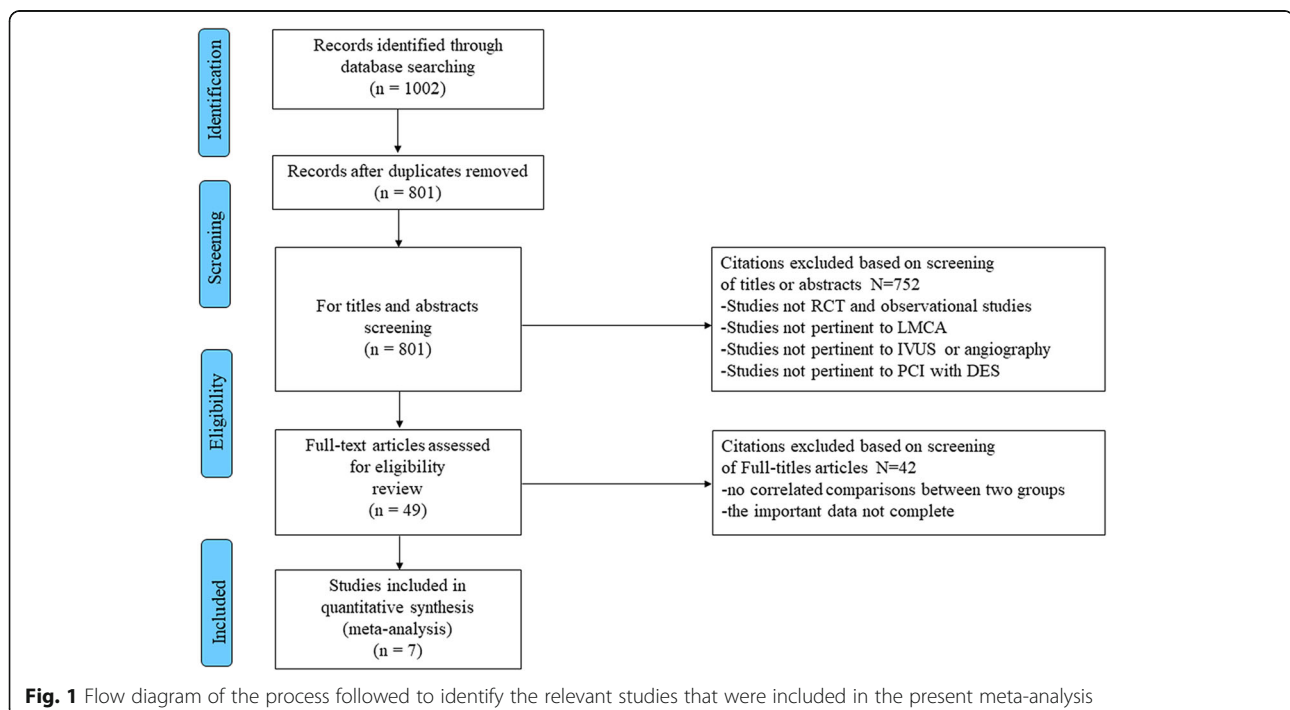 Identification
Records identified through
database searching
(n = 1002)
Records after duplicates removed
(n = 801)
Screening
For titles and abstracts
screening
(n = 801)
Citations excluded based on screening
of titles or abstracts N=752
-Studies not RCT and observational studies
-Studies not pertinent to LMCA
-Studies not pertinent to IVUS or angiography
-Studies not pertinent to PCI with DES
Eligibility
Full-text articles assessed
for eligibility
review
(n = 49)
Citations excluded based on screening
of Full-titles articles N=42
-no correlated comparisons between two groups
-the important data not complete
Included
Studies included in
quantitative synthesis
(meta-analysis)
(n = 7)
Fig. 1 Flow diagram of the process followed to identify the relevant studies that were included in the present meta-analysis